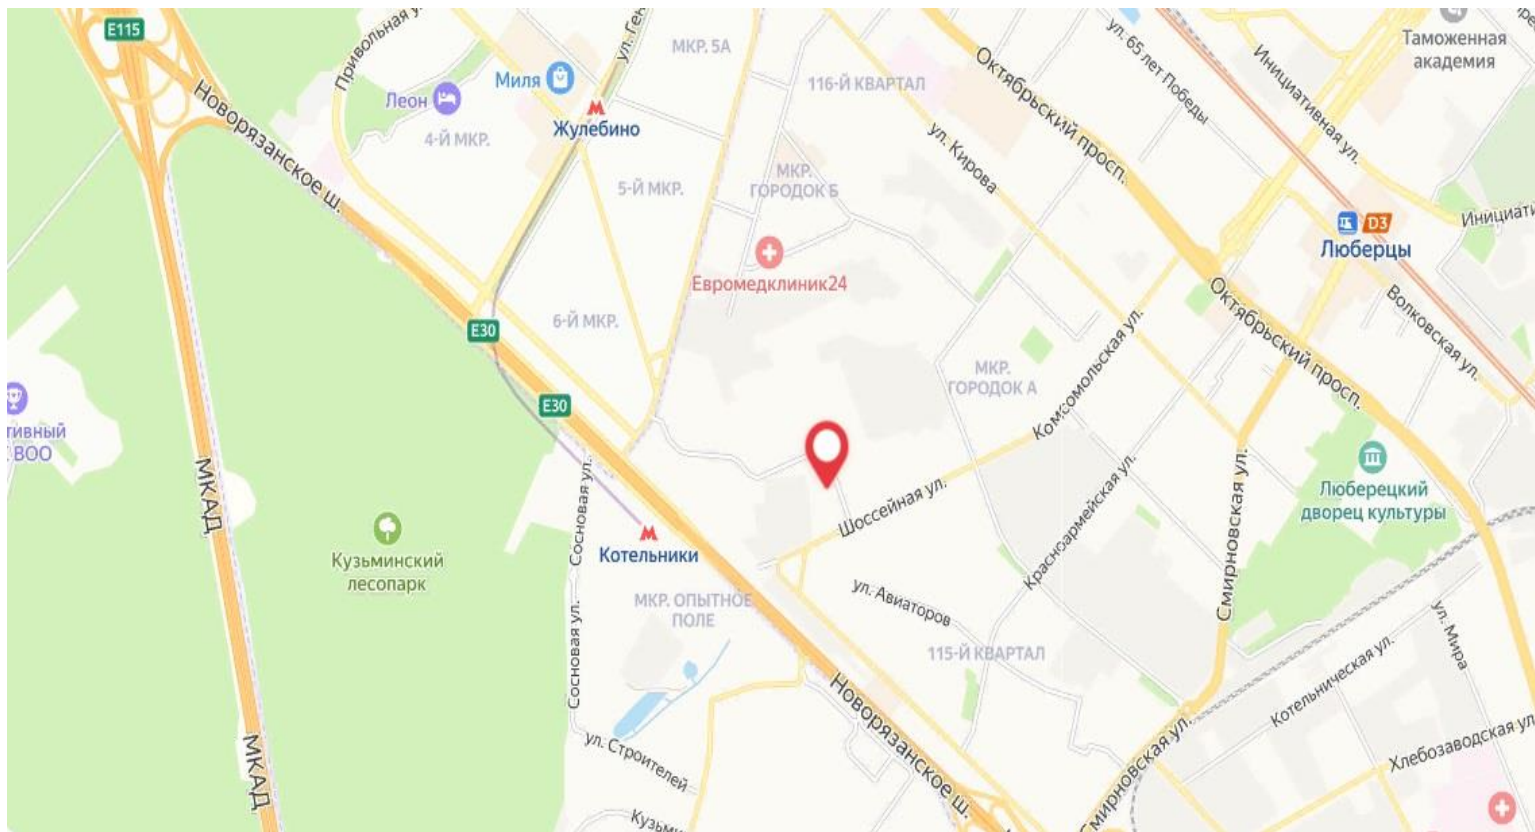 E115
Привольная у
ул. Ген
МКР. 5А
Миля
Леон
Жулебино
4-Й МКР.
5-Й МКР.
6-Й МКР.
Новорязанское ш.
116-Й КВАРТАЛ
МКР.
ГОРОДОК Б
Евромедклиник24
Октябрьский просп.
ул. 65 лет Победы
Инициативная ул.
Таможенная
академия
ул. Кирова
D3
Люберцы
Инициати
Октябрьский просп.
Волковская ул.
E30
E30
МКР.
ГОРОДОК А
Комсомольская ул.
тивный
ВОО
МКАД
Кузьминский
лесопарк
Сосновая ул.
Сосновая ул.
Котельники
Шоссейная ул.
Красноармейская ул.
Смирновская ул.
Люберецкий
дворец культуры
МКР. ОПЫТНОЕ
ПОЛЕ
ул. Авиаторов
115-Й КВАРТАЛ
ул. Мира
Котельническая ул.
Хлебозаводская ул
МКАД
ул. Строителей
Новорязанское ш.
Смирновская ул.
Кузьми